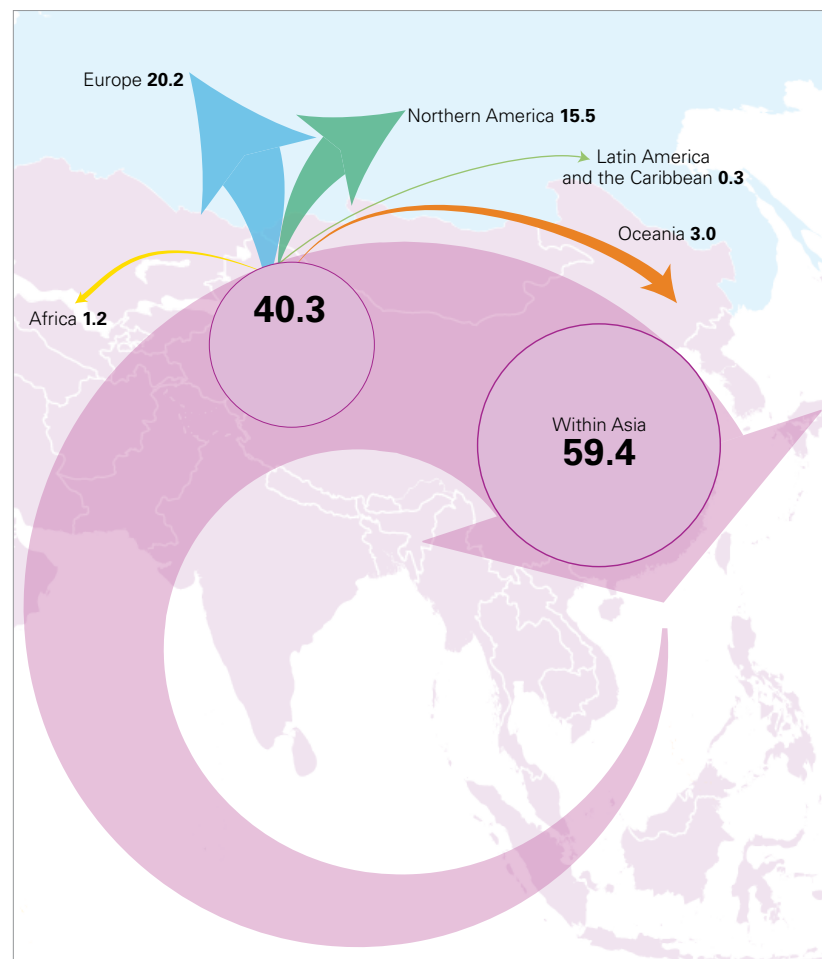 Europe 20.2
Northern America 15.5
Latin America
and the Caribbean 0.3
Oceania 3.0
Africa 1.2
40.3
Within Asia
59.4